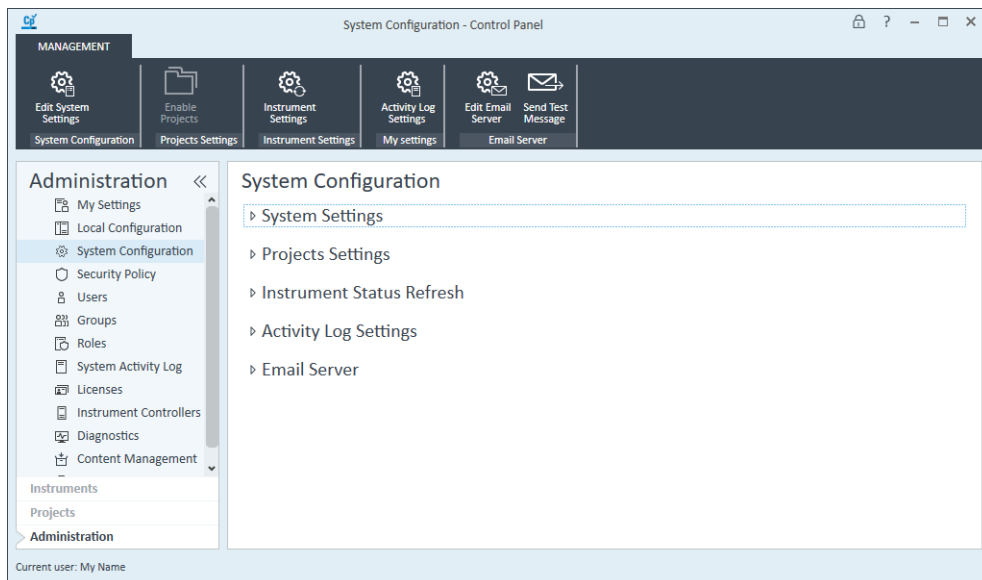 Cp
System Configuration - Control Panel
?
MANAGEMENT
Edit System
Settings
Enable
Projects
Instrument
Settings
Activity Log
Settings
Edit Email
Server
Send Test
Message
System Configuration
Projects Settings
Instrument Settings
My settings
Email Server
Administration
My Settings
Local Configuration
System Configuration
Security Policy
Users
Groups
Roles
System Activity Log
Licenses
Instrument Controllers
Diagnostics
Content Management
Instruments
Projects
Administration
System Configuration
System Settings
Projects Settings
Instrument Status Refresh
Activity Log Settings
Email Server
Current user: My Name